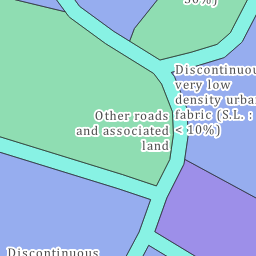 30%)
Discontinuous
very low
density urban
fabric (S.L. :
< 10%)
Other roads
and associated
land
Discontinuous